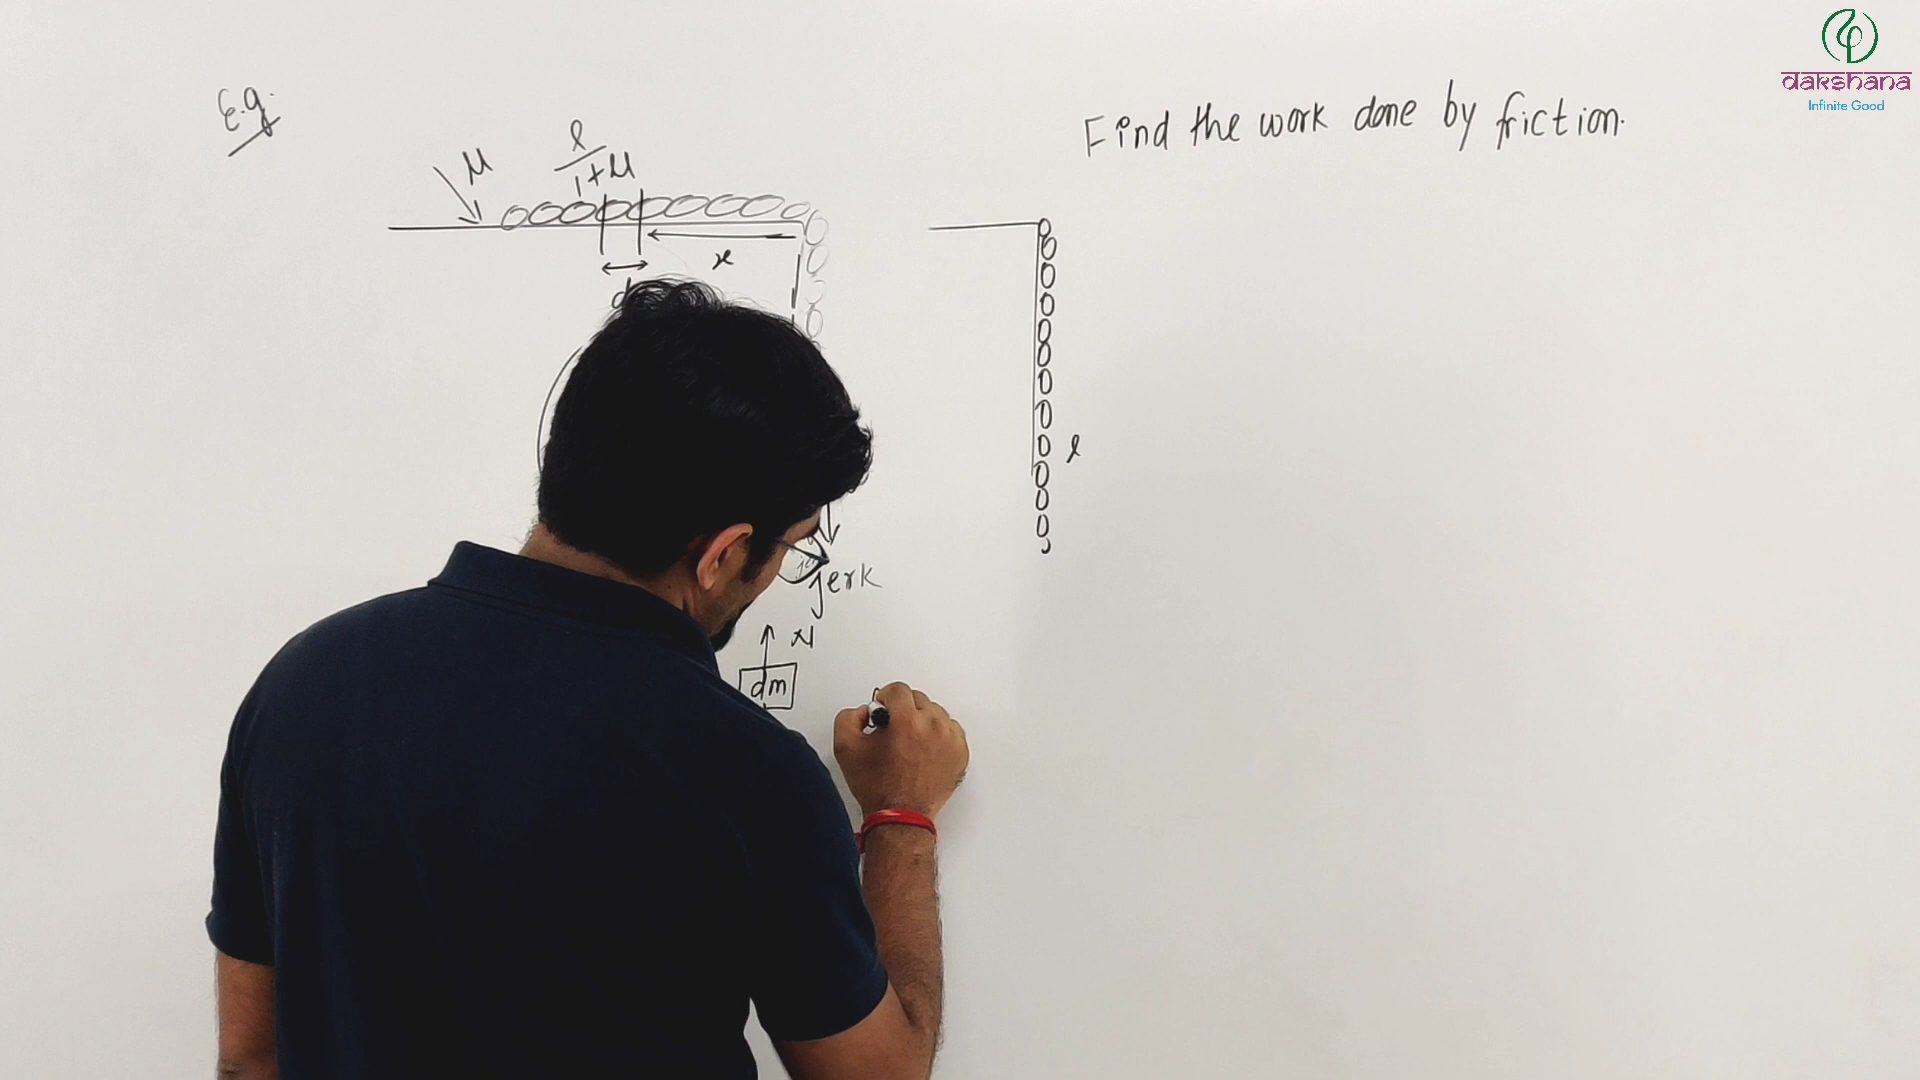 E.g.
Find the work done by friction.
μ
l
1+μ
x
d
l
jerk
N
dm
dakshana
Infinite Good